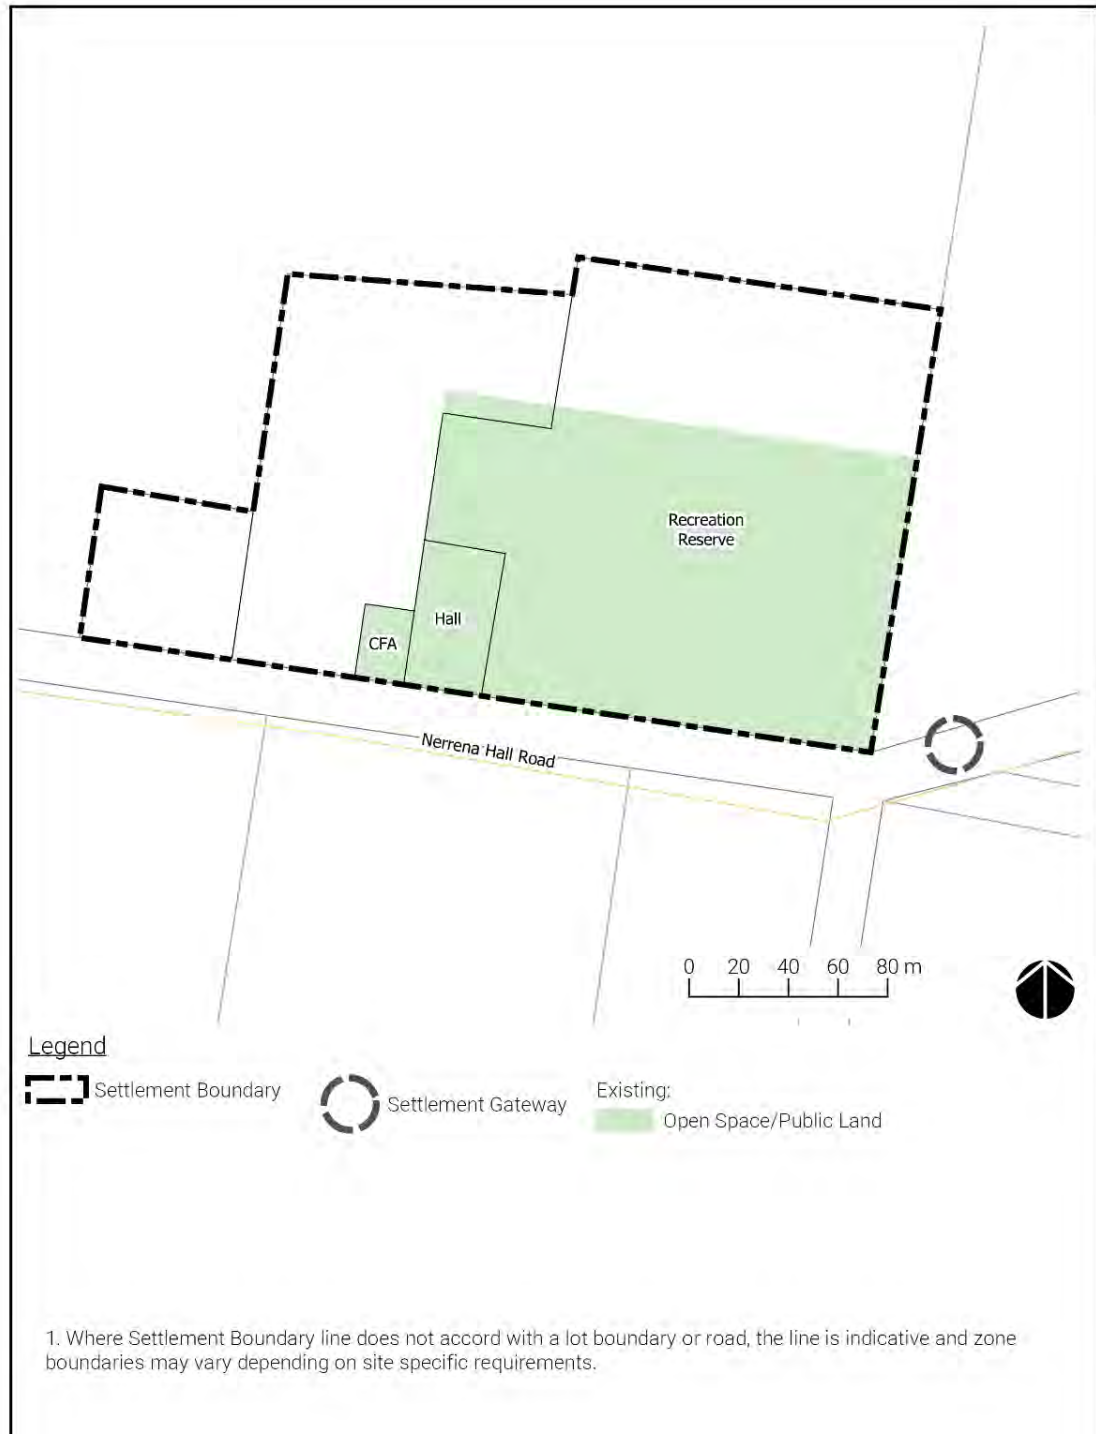 Recreation
Reserve
Hall
CFA
Nerrena Hall Road
0 20 40 60 80 m
Legend
Settlement Boundary
Settlement Gateway
Existing:
Open Space/Public Land
1. Where Settlement Boundary line does not accord with a lot boundary or road, the line is indicative and zone
boundaries may vary depending on site specific requirements.